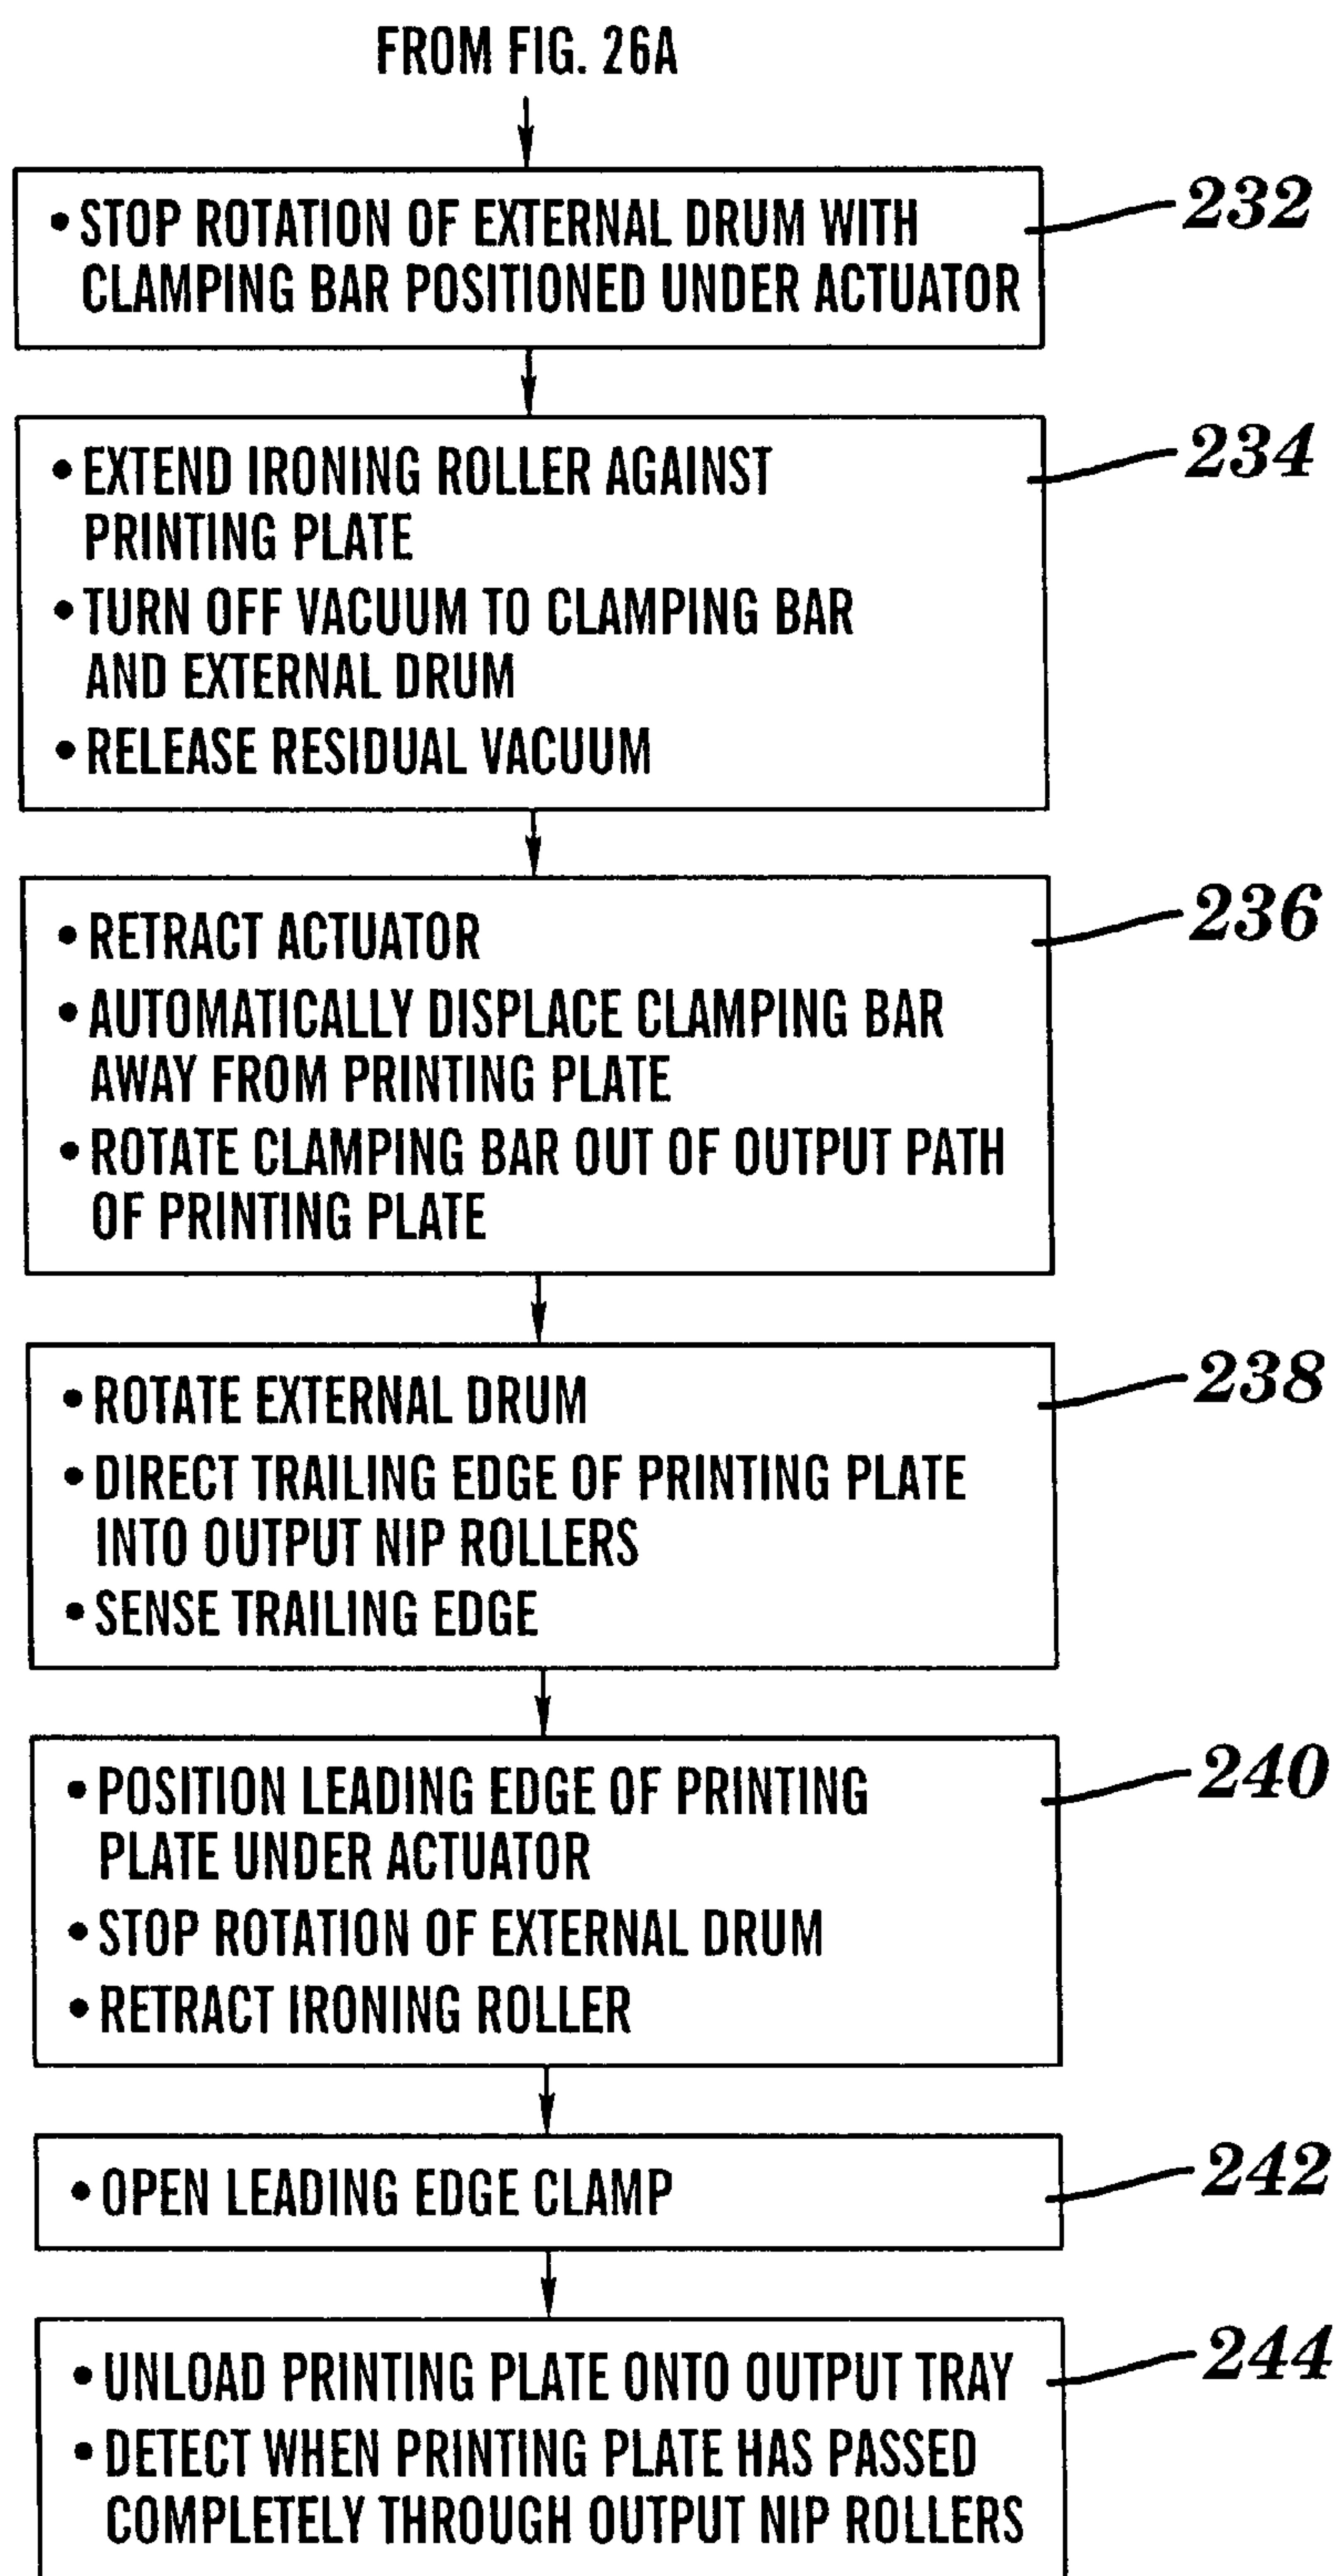 FROM FIG. 26A
• STOP ROTATION OF EXTERNAL DRUM WITH
CLAMPING BAR POSITIONED UNDER ACTUATOR
232
• EXTEND IRONING ROLLER AGAINST
PRINTING PLATE
• TURN OFF VACUUM TO CLAMPING BAR
AND EXTERNAL DRUM
• RELEASE RESIDUAL VACUUM
234
• RETRACT ACTUATOR
• AUTOMATICALLY DISPLACE CLAMPING BAR
AWAY FROM PRINTING PLATE
• ROTATE CLAMPING BAR OUT OF OUTPUT PATH
OF PRINTING PLATE
236
• ROTATE EXTERNAL DRUM
• DIRECT TRAILING EDGE OF PRINTING PLATE
INTO OUTPUT NIP ROLLERS
• SENSE TRAILING EDGE
238
• POSITION LEADING EDGE OF PRINTING
PLATE UNDER ACTUATOR
• STOP ROTATION OF EXTERNAL DRUM
• RETRACT IRONING ROLLER
240
• OPEN LEADING EDGE CLAMP
242
• UNLOAD PRINTING PLATE ONTO OUTPUT TRAY
• DETECT WHEN PRINTING PLATE HAS PASSED
COMPLETELY THROUGH OUTPUT NIP ROLLERS
244